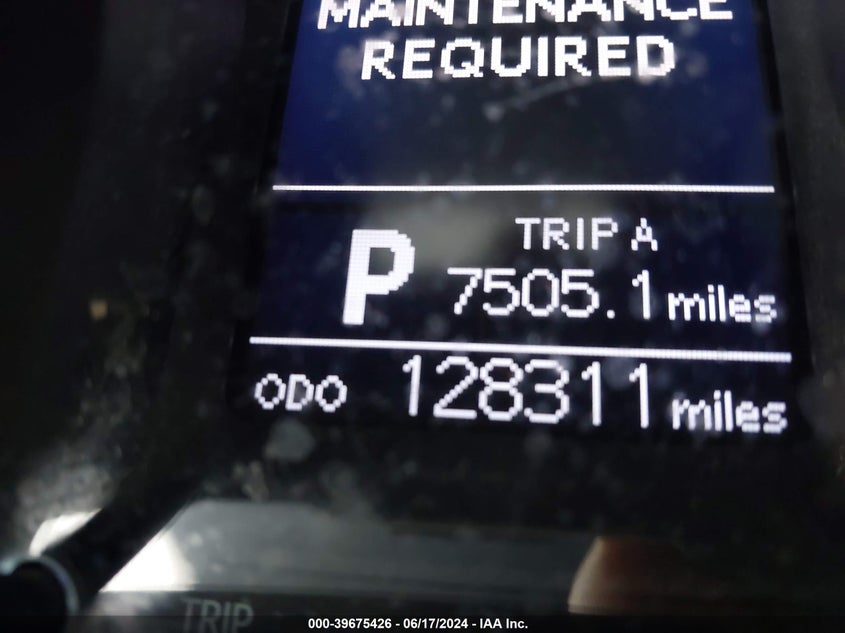 MAINTENANCE
REQUIRED
TRIP A
P
7505.1 miles
ODO 128311 miles
TRIP
000-39675426 - 06/17/2024 - IAA Inc.